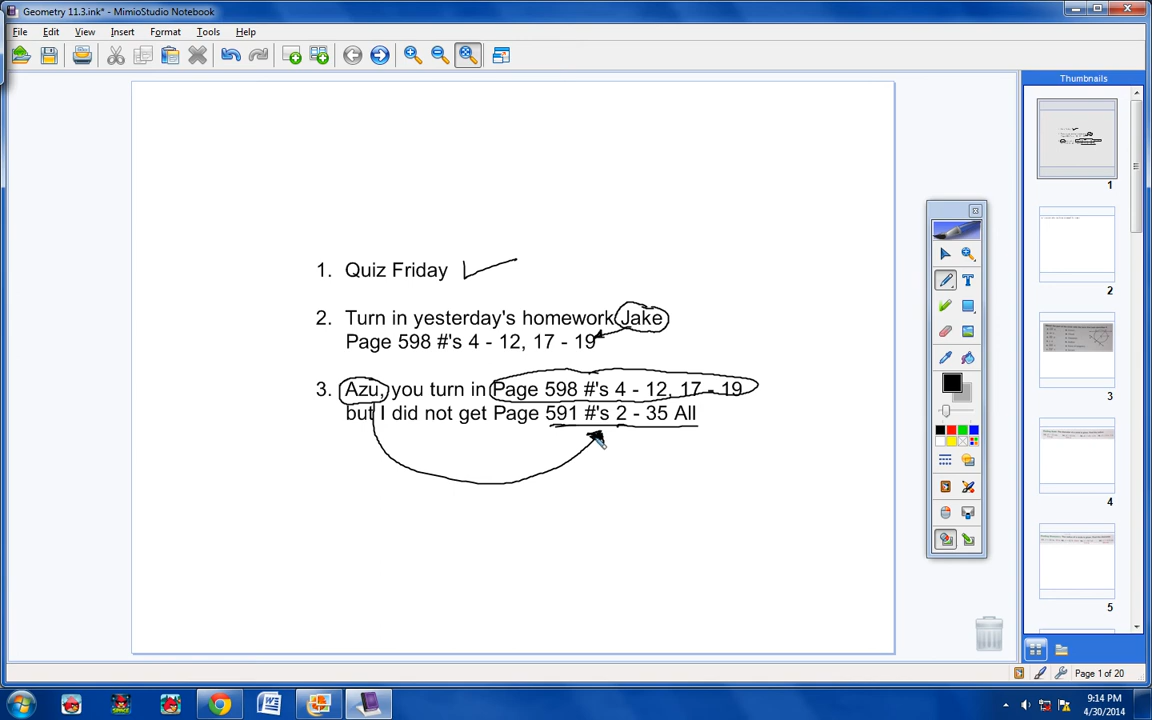 Geometry 11.3.ink* - MimioStudio Notebook
File Edit View Insert Format Tools Help
Thumbnails
1. Quiz Friday
2. Turn in yesterday's homework Jake
Page 598 #'s 4 - 12, 17 - 19
3. Azu, you turn in Page 598 #'s 4 - 12, 17 - 19
but I did not get Page 591 #'s 2 - 35 All
1
2
3
4
5
Page 1 of 20
9:14 PM
4/30/2014